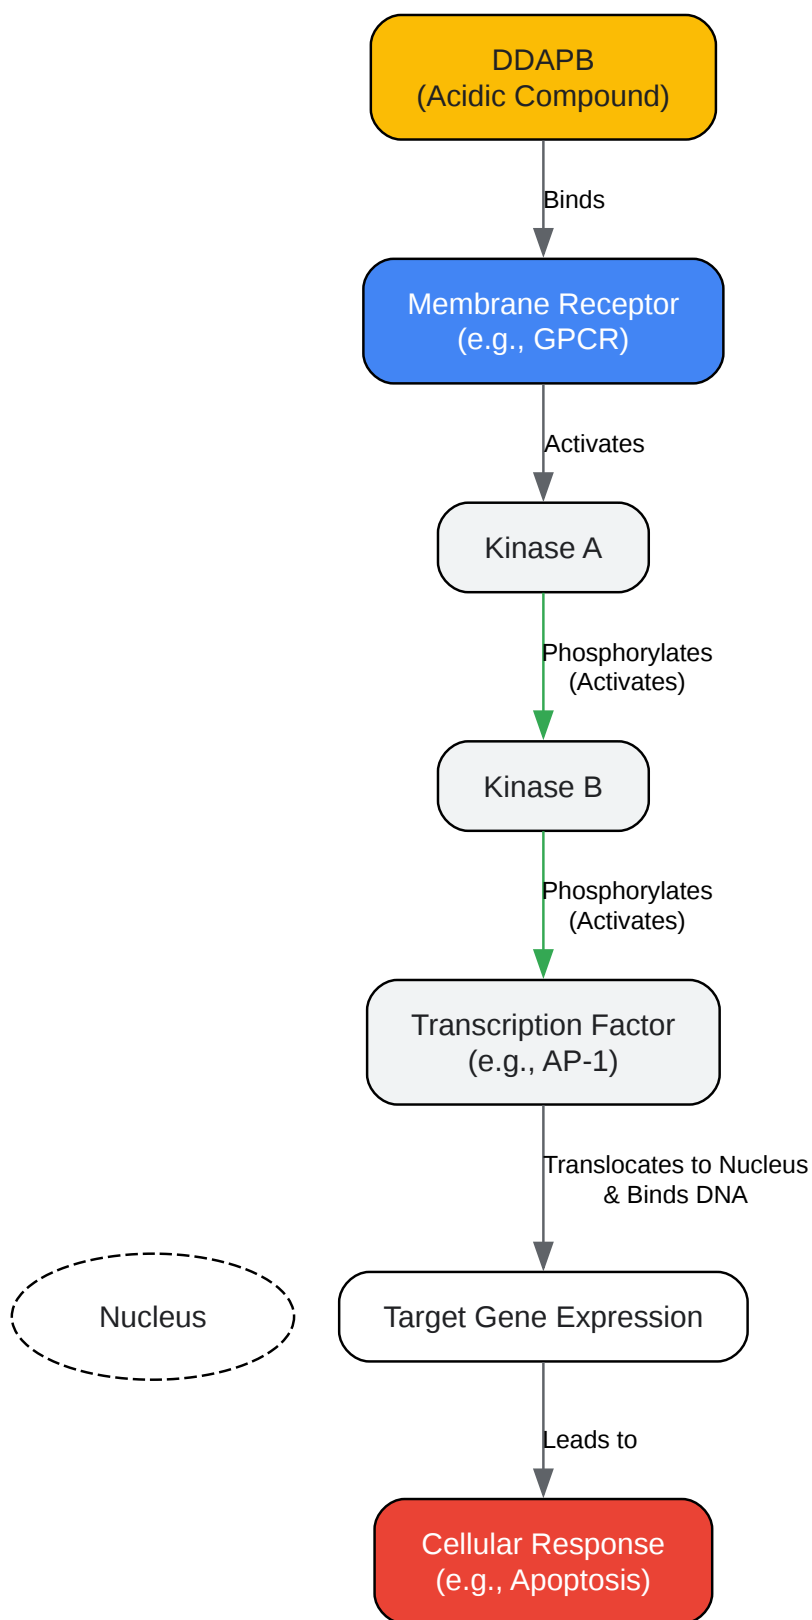 DDAPB
(Acidic Compound)
Binds
Membrane Receptor
(e.g., GPCR)
Activates
Kinase A
Phosphorylates
(Activates)
Kinase B
Phosphorylates
(Activates)
Transcription Factor
(e.g., AP-1)
Translocates to Nucleus
& Binds DNA
Nucleus
Target Gene Expression
Leads to
Cellular Response
(e.g., Apoptosis)